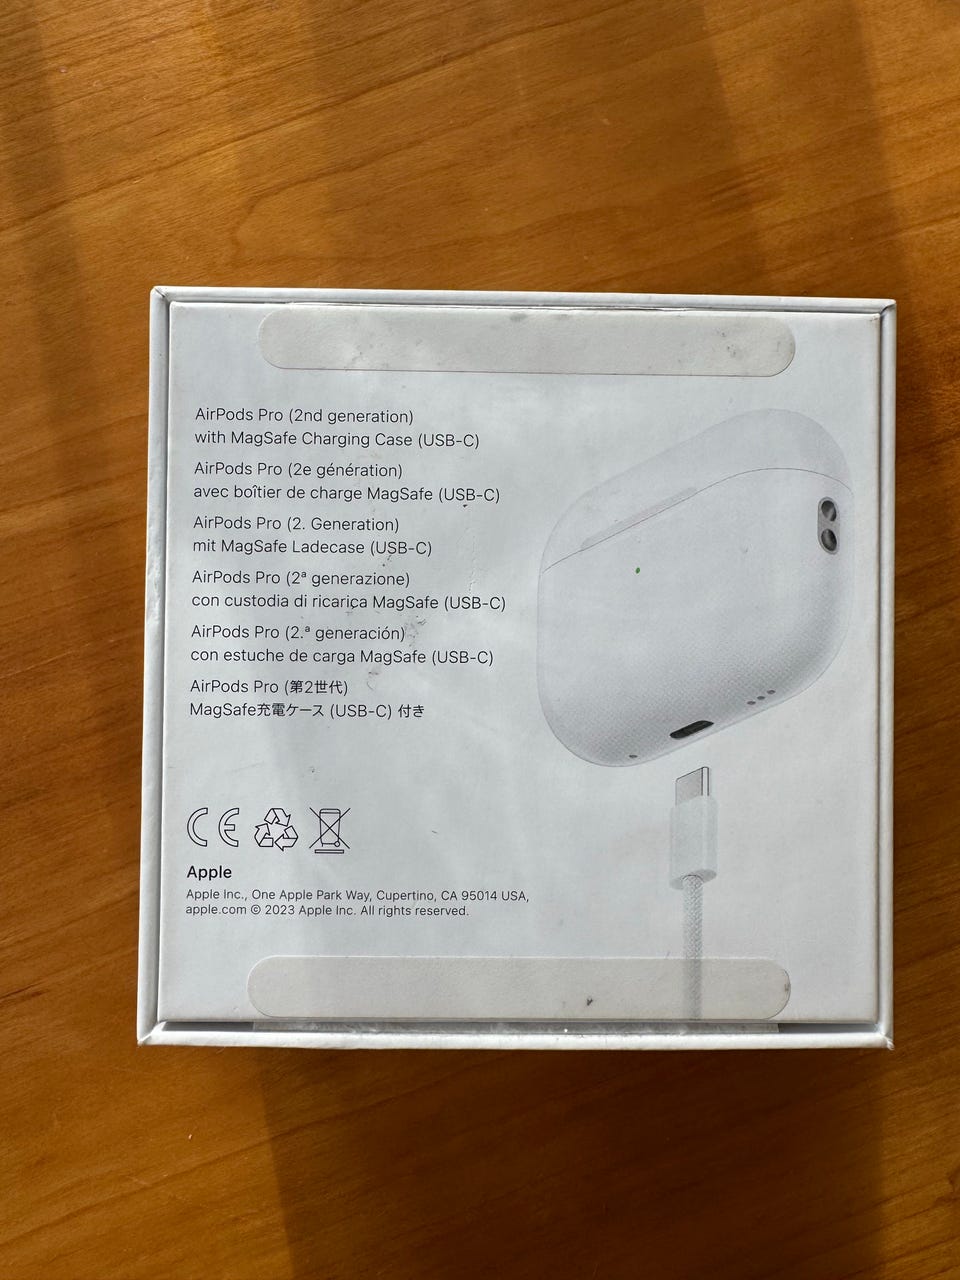 AirPods Pro (2nd generation)
with MagSafe Charging Case (USB-C)
AirPods Pro (2e génération)
avec boîtier de charge MagSafe (USB-C)
AirPods Pro (2. Generation)
mit MagSafe Ladecase (USB-C)
AirPods Pro (2ª generazione)
con custodia di ricarica MagSafe (USB-C)
AirPods Pro (2.ª generación)
con estuche de carga MagSafe (USB-C)
AirPods Pro (第2世代)
MagSafe充電ケース (USB-C) 付き
CE
Apple
Apple Inc., One Apple Park Way, Cupertino, CA 95014 USA,
apple.com © 2023 Apple Inc. All rights reserved.